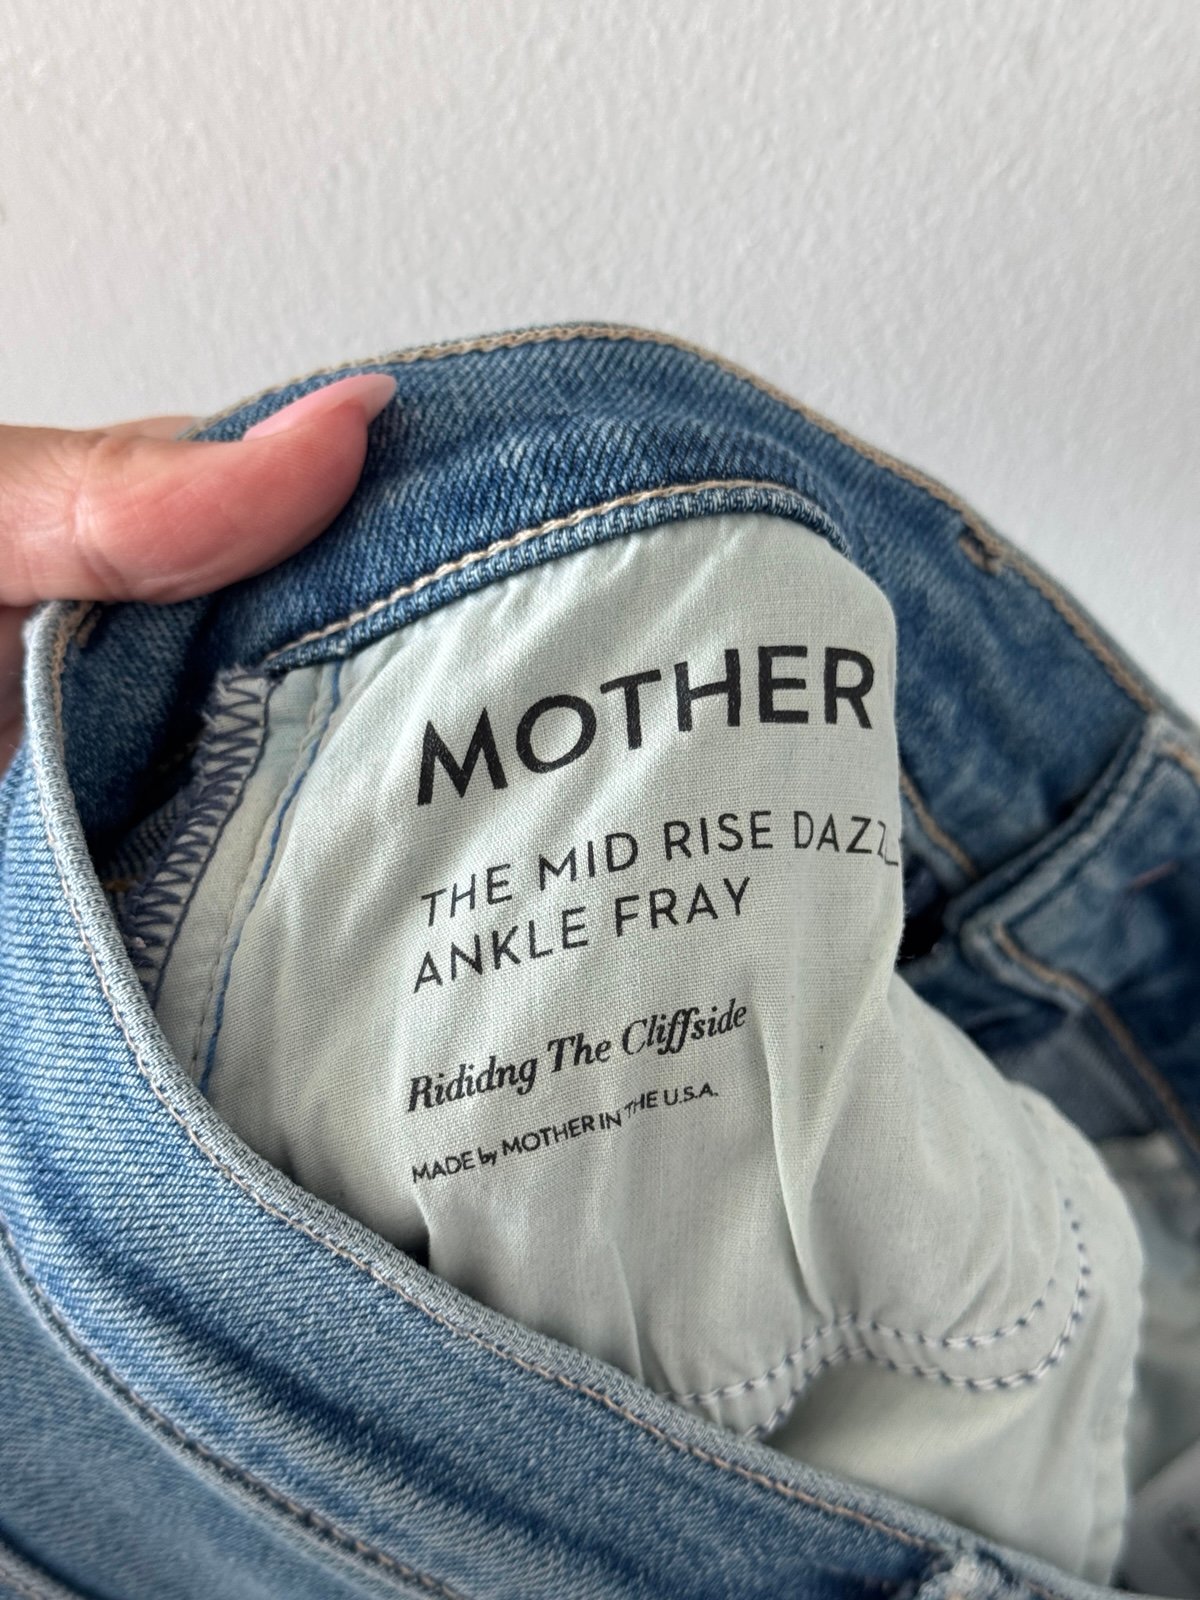 MOTHER
THE MID RISE DAZZ
ANKLE FRAY
Rididng The Cliffside
MADE by MOTHER IN THE U.S.A.